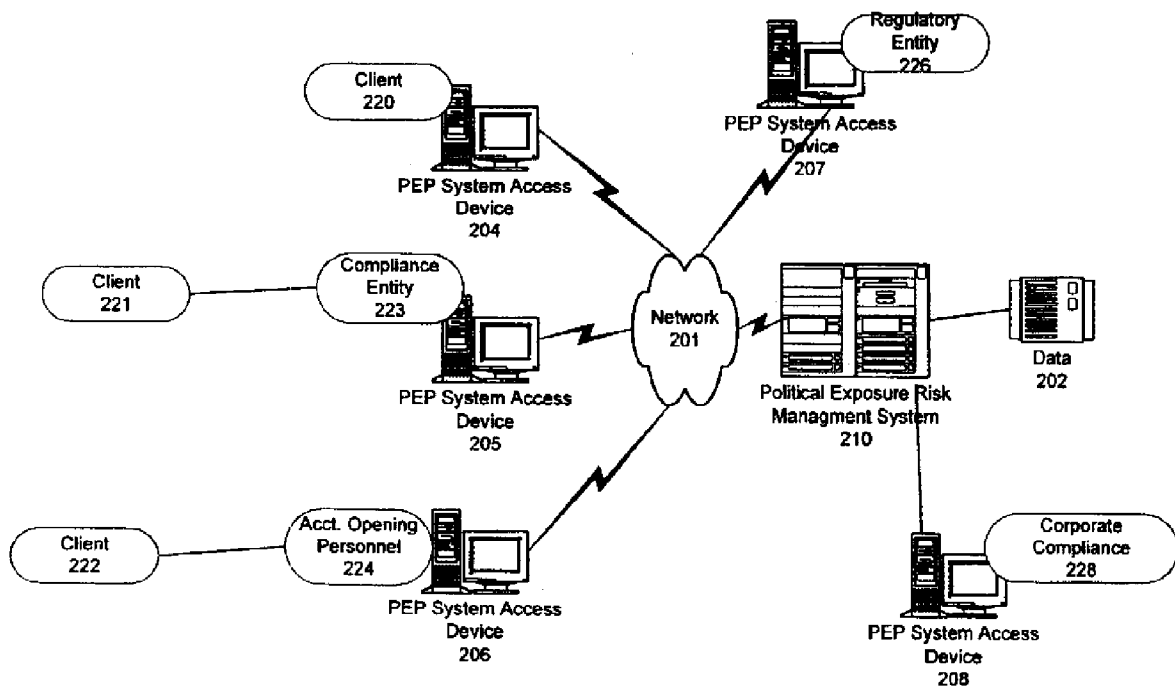 Regulatory
Entity
226
PEP System Access
Device
207
Client
220
PEP System Access
Device
204
Client
221
Compliance
Entity
223
PEP System Access
Device
205
Network
201
Political Exposure Risk
Managment System
210
Data
202
Client
222
Acct. Opening
Personnel
224
PEP System Access
Device
206
Corporate
Compliance
228
PEP System Access
Device
208